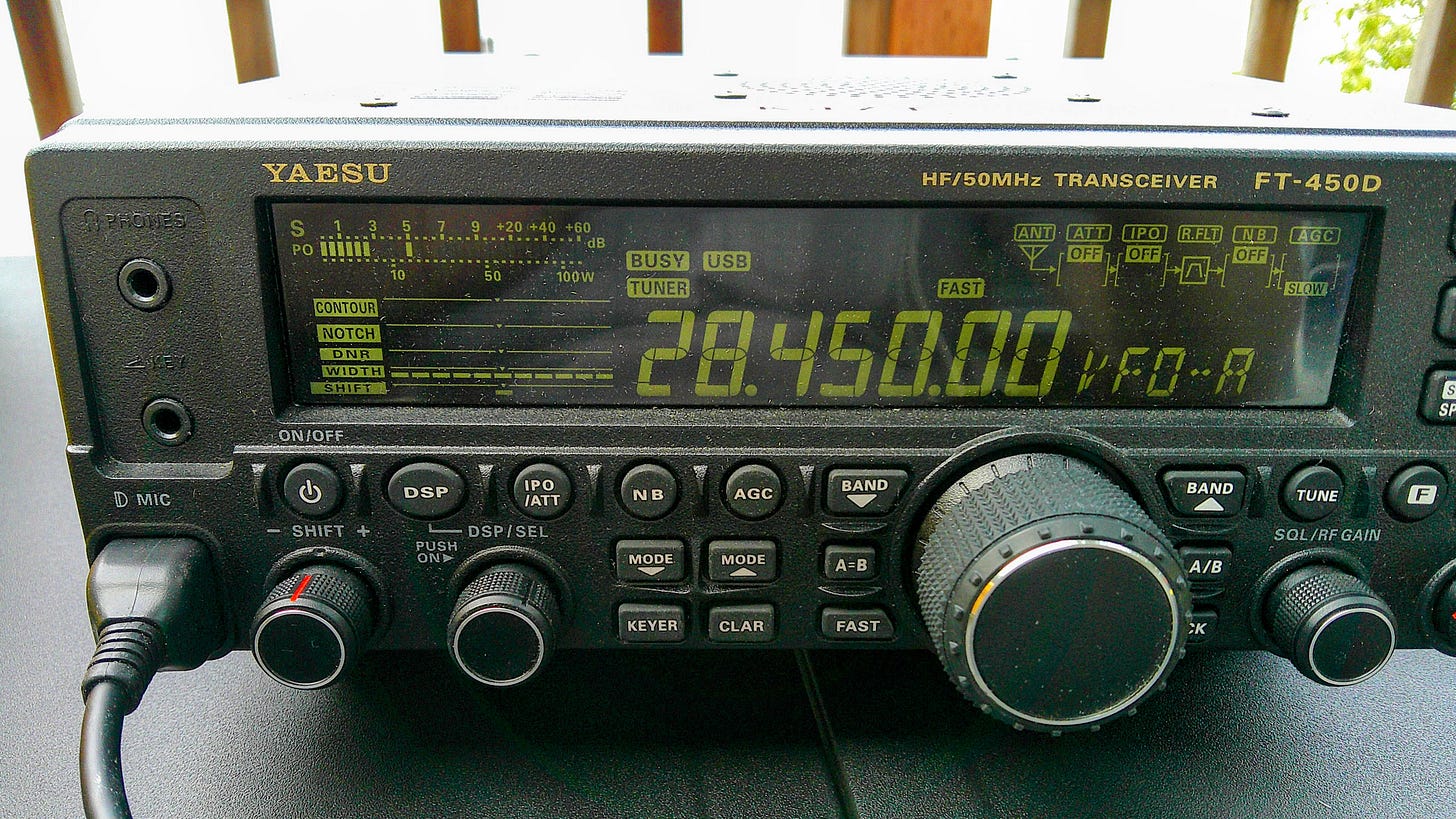 YAESU
HF/50MHz TRANSCEIVER FT-450D
PHONES
S 1 3 5 7 9 +20 +40 +60 dB
PO
10 50 100W
BUSY USB
TUNER
FAST
ANT ATT IPO R.FLT NB AGC
OFF OFF OFF
SLOW
CONTOUR
NOTCH
DNR
WIDTH
SHIFT
28.450.00 VFO-A
KEY
ON/OFF
MIC
DSP
IPO
/ATT
NB
AGC
BAND
BAND
TUNE
F
− SHIFT +
DSP/SEL
PUSH
ON
MODE
MODE
A=B
A/B
SQL/RF GAIN
KEYER
CLAR
FAST
CK
S
SP